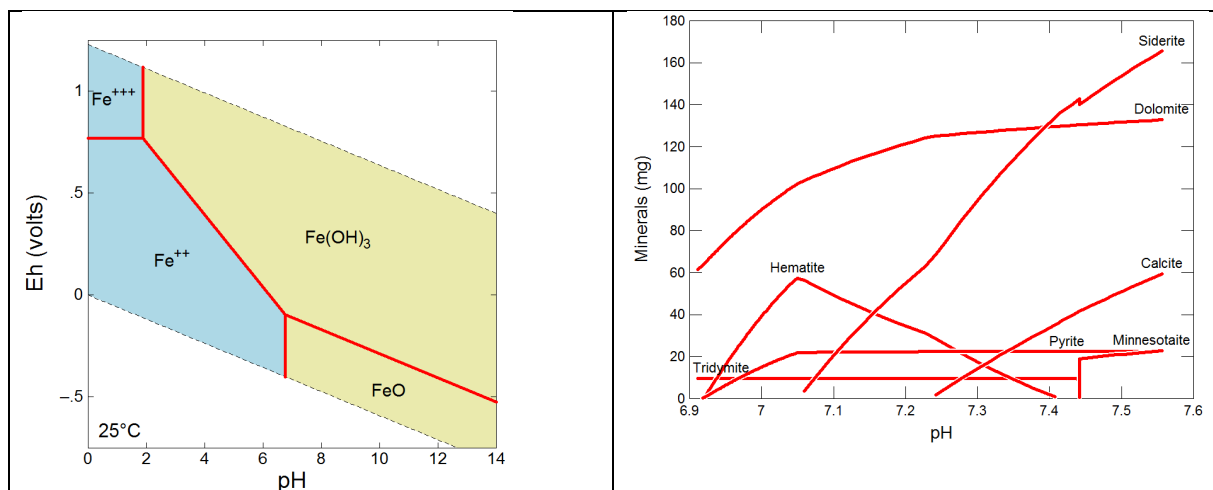 Eh (volts)
1
.5
0
–.5
Fe+++
Fe++
Fe(OH)3
FeO
25°C
0 2 4 6 8 10 12 14
pH
Minerals (mg)
180
160
140
120
100
80
60
40
20
0
Siderite
Dolomite
Hematite
Calcite
Pyrite
Minnesotaite
Tridymite
6.9 7 7.1 7.2 7.3 7.4 7.5 7.6
pH